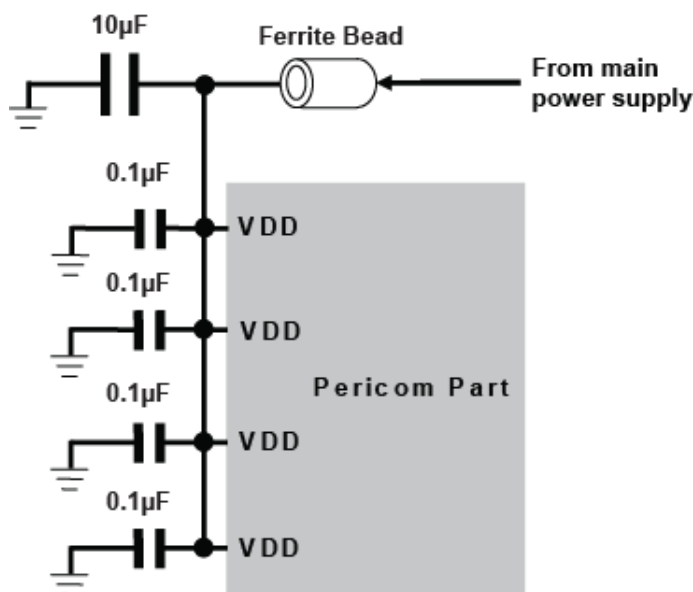 10µF
Ferrite Bead
From main
power supply
0.1µF
VDD
0.1µF
VDD
Pericom Part
0.1µF
VDD
0.1µF
VDD